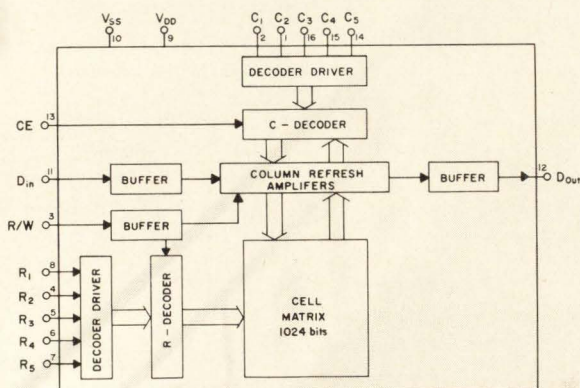 VSS
10
VDD
9
C1
2
C2
1
C3
16
C4
15
C5
14
DECODER DRIVER
CE
13
C - DECODER
Din
11
BUFFER
COLUMN REFRESH
AMPLIFERS
BUFFER
12
DOut
R/W
3
BUFFER
R1
8
R2
4
R3
5
R4
6
R5
7
DECODER DRIVER
R - DECODER
CELL
MATRIX
1024 bits